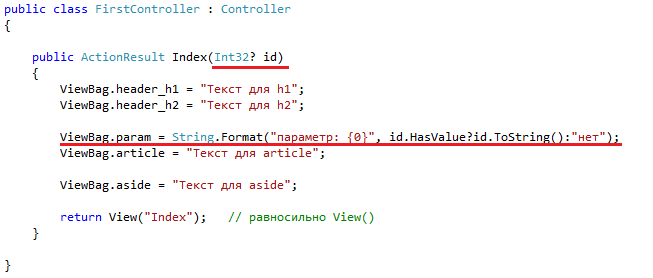 public class FirstController : Controller
{
public ActionResult Index(Int32? id)
{
ViewBag.header_h1 = "Текст для h1";
ViewBag.header_h2 = "Текст для h2";
ViewBag.param = String.Format("параметр: {0}", id.HasValue?id.ToString():"нет");
ViewBag.article = "Текст для article";
ViewBag.aside = "Текст для aside";
return View("Index");   // равносильно View()
}
}